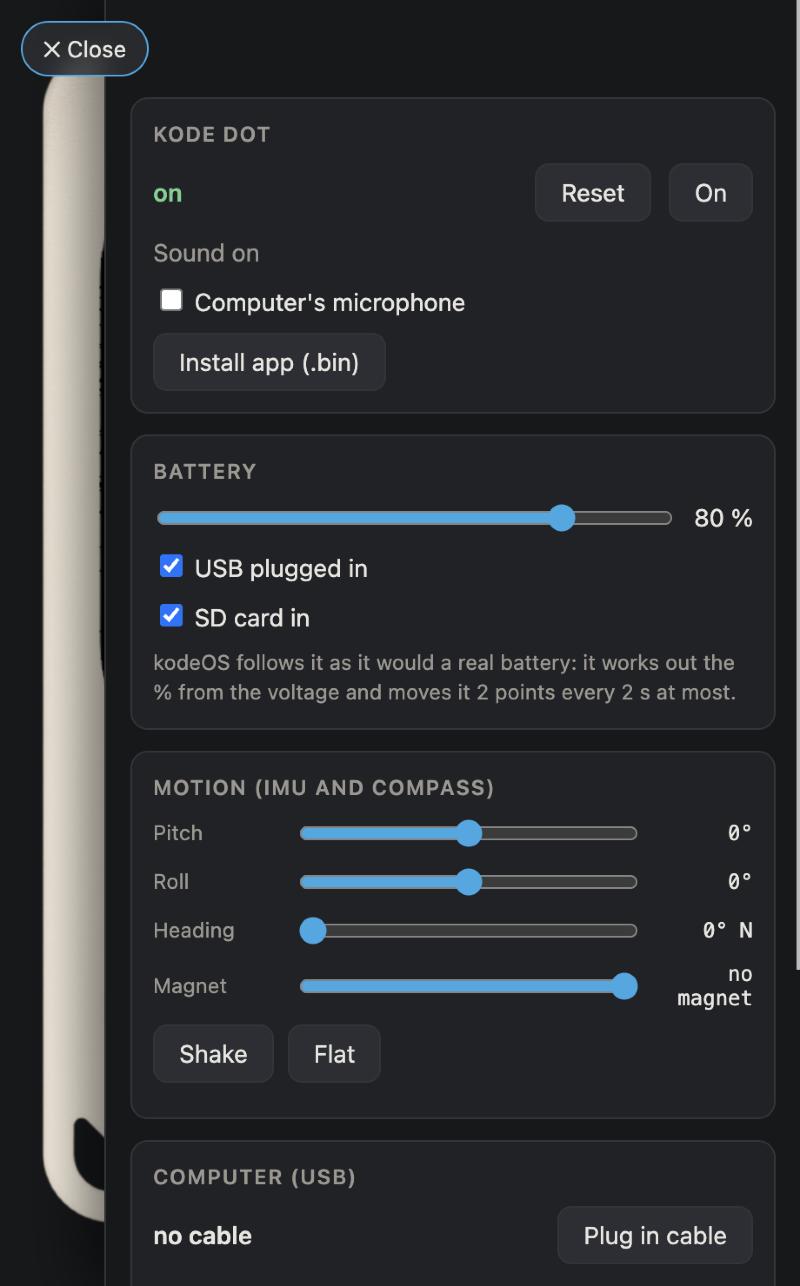 Close
KODE DOT
on
Reset
On
Sound on
Computer's microphone
Install app (.bin)
BATTERY
80 %
USB plugged in
SD card in
kodeOS follows it as it would a real battery: it works out the
% from the voltage and moves it 2 points every 2 s at most.
MOTION (IMU AND COMPASS)
Pitch 0°
Roll 0°
Heading 0° N
Magnet no
magnet
Shake
Flat
COMPUTER (USB)
no cable
Plug in cable